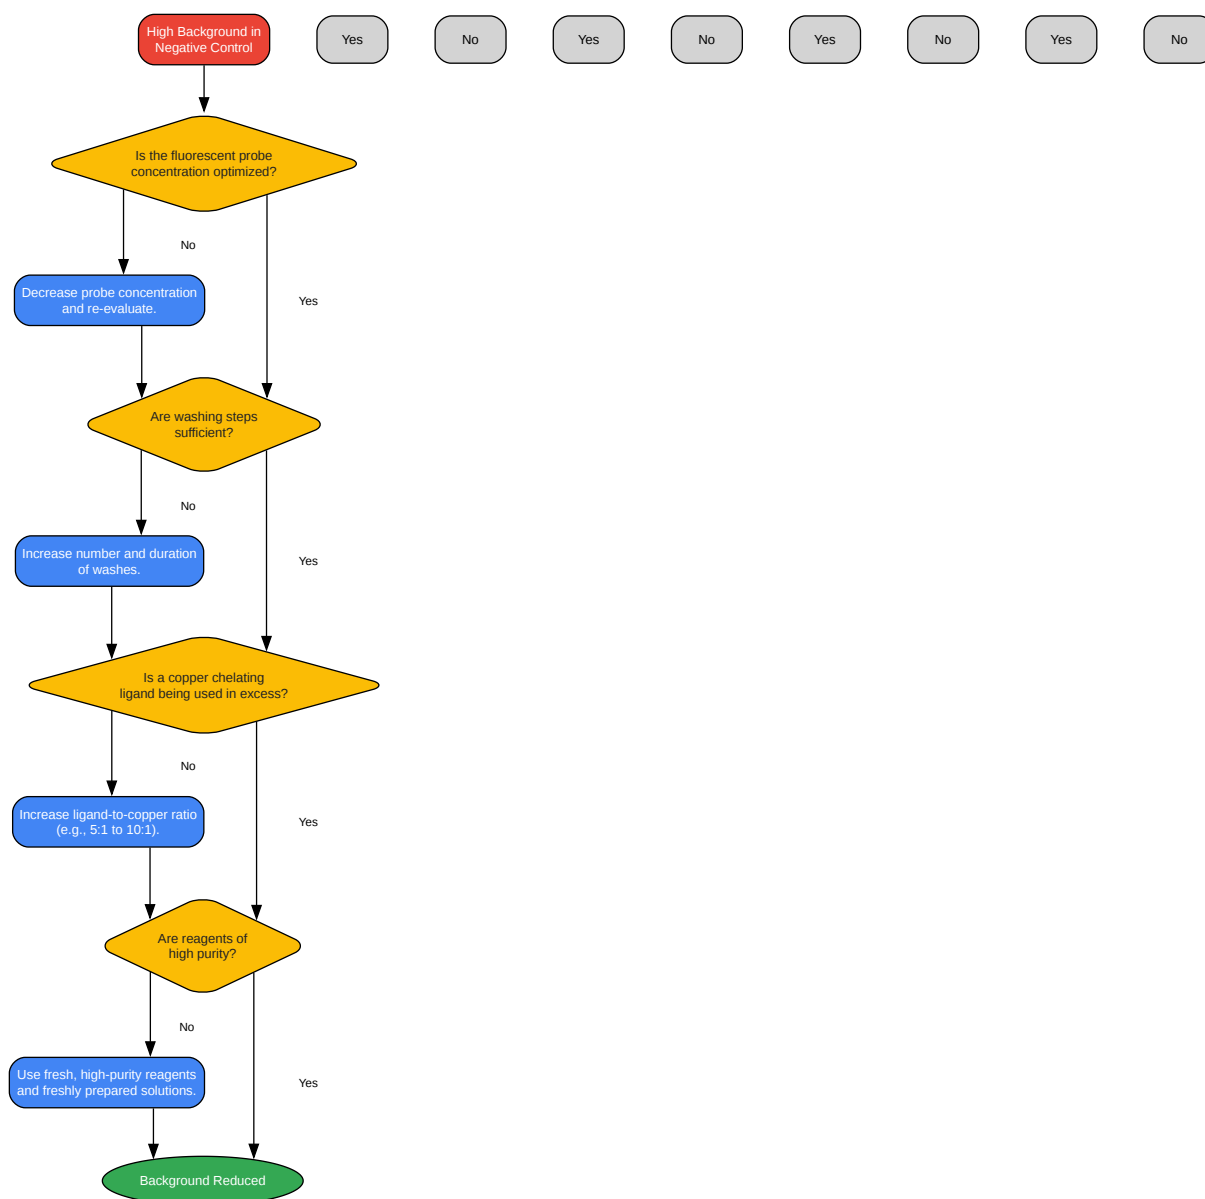 High Background in
Negative Control
Yes
No
Yes
No
Yes
No
Yes
No
Is the fluorescent probe
concentration optimized?
No
Decrease probe concentration
and re-evaluate.
Yes
Are washing steps
sufficient?
No
Increase number and duration
of washes.
Yes
Is a copper chelating
ligand being used in excess?
No
Increase ligand-to-copper ratio
(e.g., 5:1 to 10:1).
Yes
Are reagents of
high purity?
No
Use fresh, high-purity reagents
and freshly prepared solutions.
Yes
Background Reduced